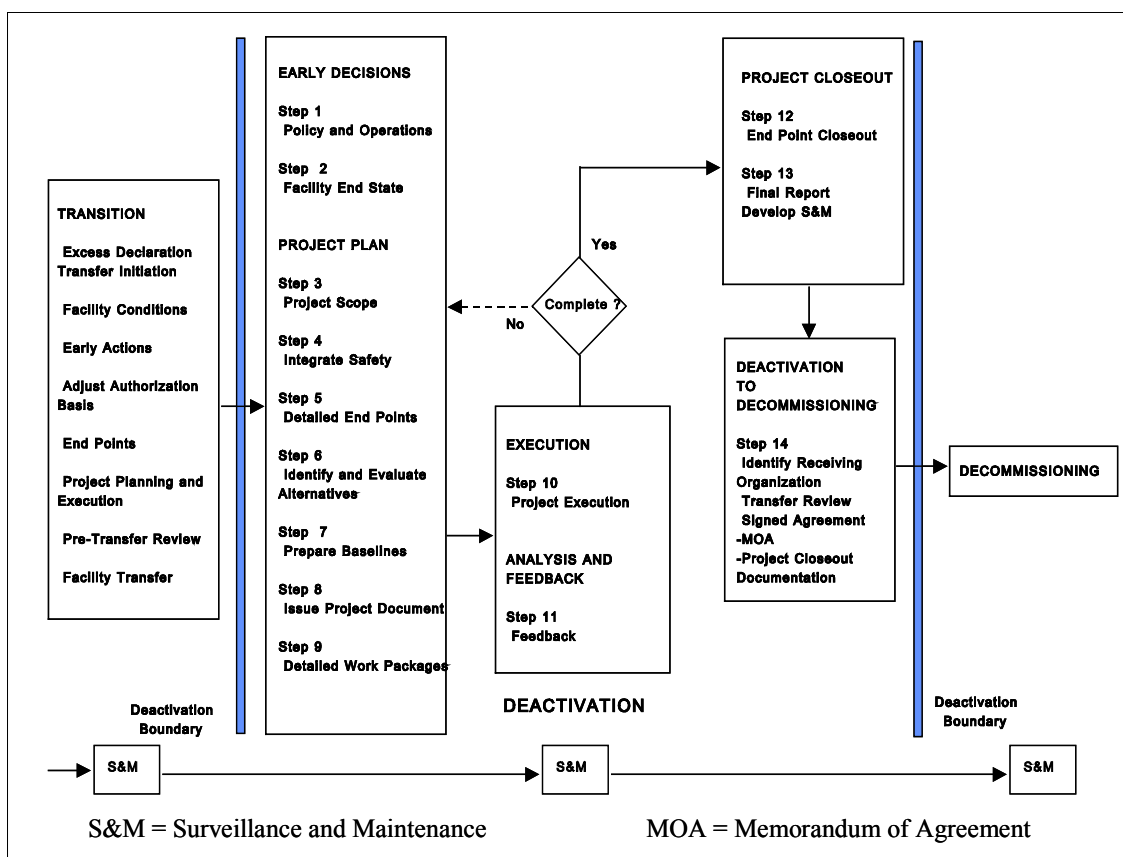 TRANSITION
Excess Declaration
Transfer Initiation
Facility Conditions
Early Actions
Adjust Authorization
Basis
End Points
Project Planning and
Execution
Pre-Transfer Review
Facility Transfer
Deactivation
Boundary
EARLY DECISIONS
Step 1
Policy and Operations
Step 2
Facility End State
PROJECT PLAN
Step 3
Project Scope
Step 4
Integrate Safety
Step 5
Detailed End Points
Step 6
Identify and Evaluate
Alternatives
Step 7
Prepare Baselines
Step 8
Issue Project Document
Step 9
Detailed Work Packages
Yes
Complete ?
No
EXECUTION
Step 10
Project Execution
ANALYSIS AND
FEEDBACK
Step 11
Feedback
DEACTIVATION
PROJECT CLOSEOUT
Step 12
End Point Closeout
Step 13
Final Report
Develop S&M
DEACTIVATION
TO
DECOMMISSIONING
Step 14
Identify Receiving
Organization
Transfer Review
Signed Agreement
-MOA
-Project Closeout
Documentation
DECOMMISSIONING
Deactivation
Boundary
S&M
S&M
S&M
S&M = Surveillance and Maintenance
MOA = Memorandum of Agreement